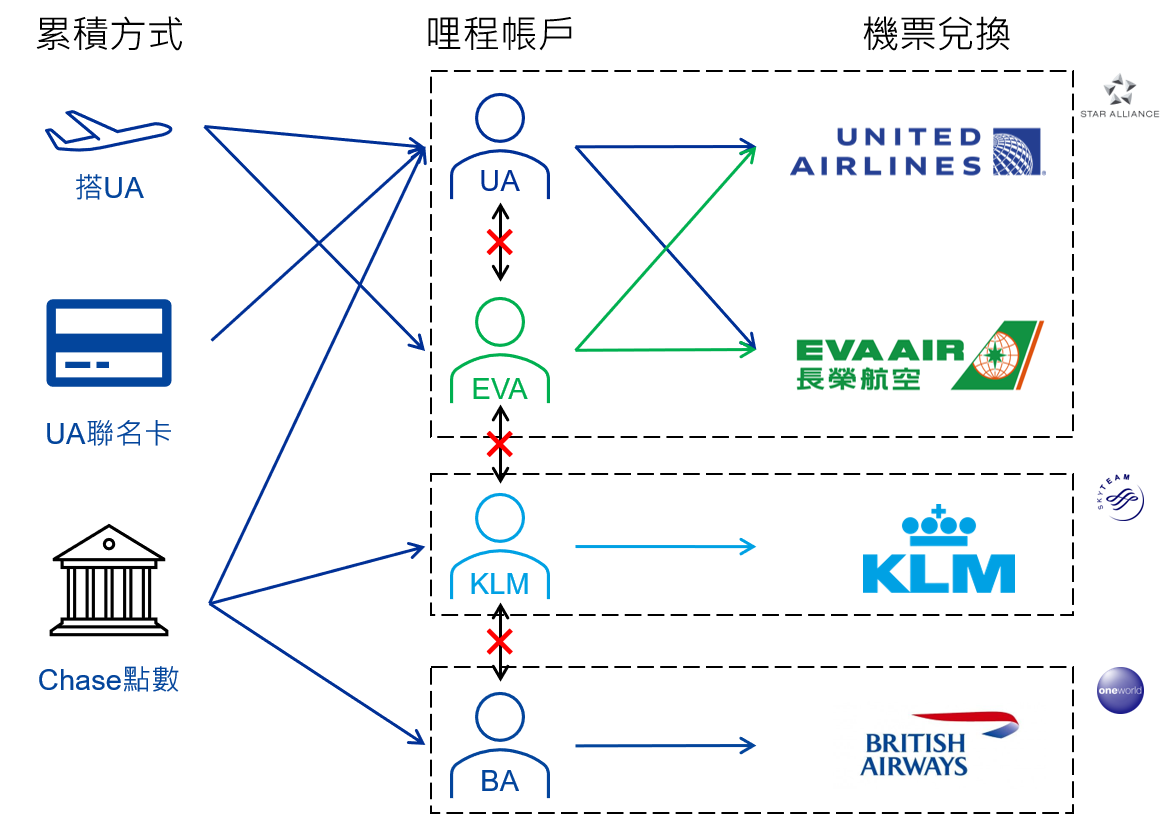 累積方式
哩程帳戶
機票兌換
搭UA
UA聯名卡
Chase點數
UA
EVA
KLM
BA
UNITED
AIRLINES
STAR ALLIANCE
EVA AIR
長榮航空
KLM
SKYTEAM
BRITISH
AIRWAYS
oneworld